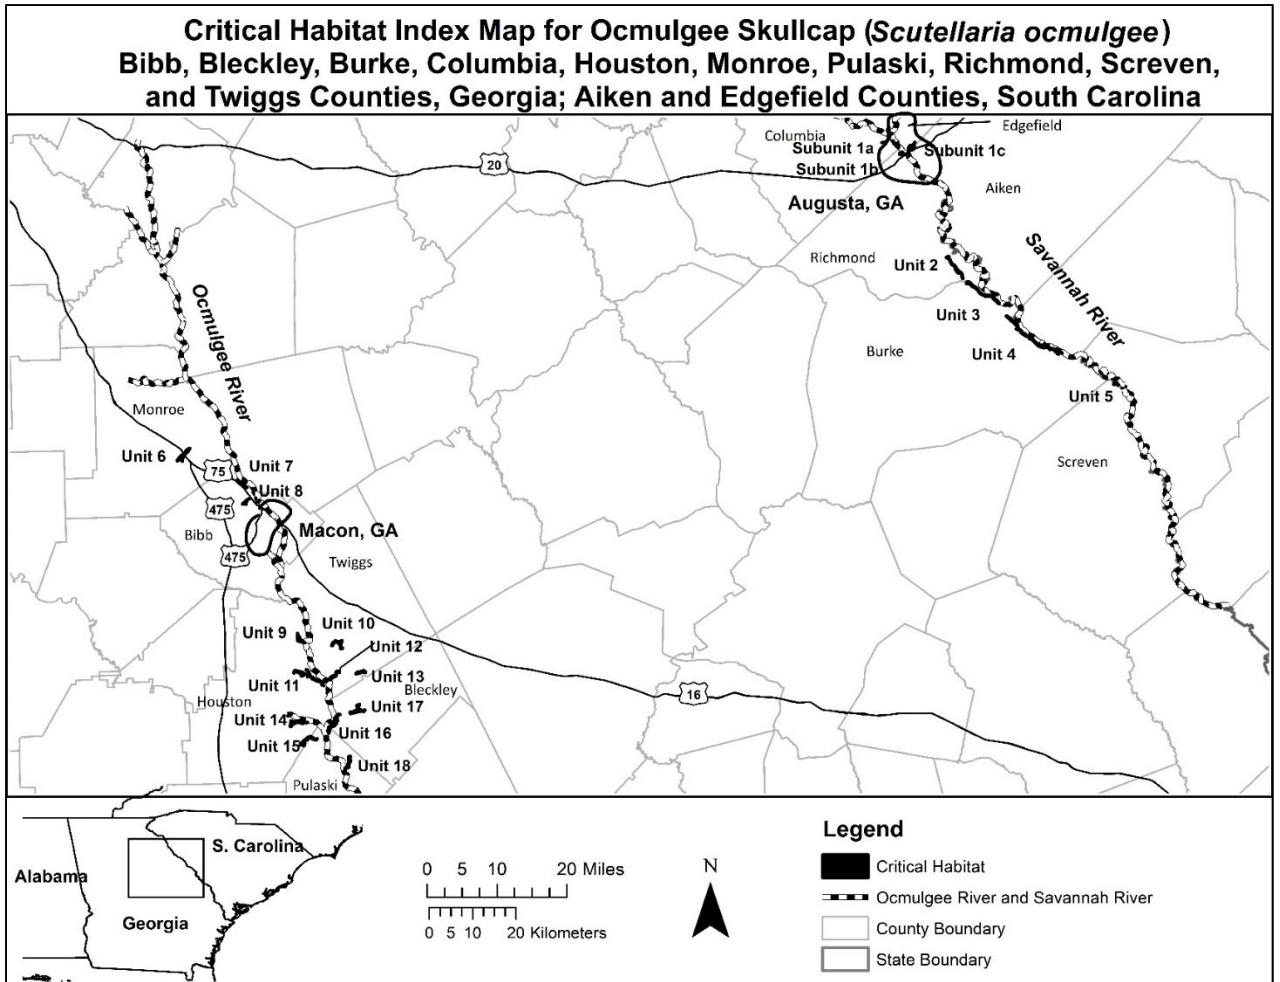 Critical Habitat Index Map for Ocmulgee Skullcap (Scutellaria ocmulgee)
Bibb, Bleckley, Burke, Columbia, Houston, Monroe, Pulaski, Richmond, Screven,
and Twiggs Counties, Georgia; Aiken and Edgefield Counties, South Carolina
Edgefield
Columbia
Subunit 1a
Subunit 1c
20
Subunit 1b
Aiken
Augusta, GA
Savannah River
Richmond
Unit 2
Ocmulgee River
Unit 3
Burke
Unit 4
Unit 5
Monroe
Unit 6
75
Unit 7
Screven
Unit 8
475
Bibb
Macon, GA
475
Twiggs
Unit 9
Unit 10
Unit 12
Unit 11
Unit 13
Bleckley
Houston
16
Unit 17
Unit 14
Unit 16
Unit 15
Unit 18
Pulaski
Alabama
S. Carolina
Georgia
0 5 10 20 Miles
0 5 10 20 Kilometers
N
Legend
Critical Habitat
Ocmulgee River and Savannah River
County Boundary
State Boundary